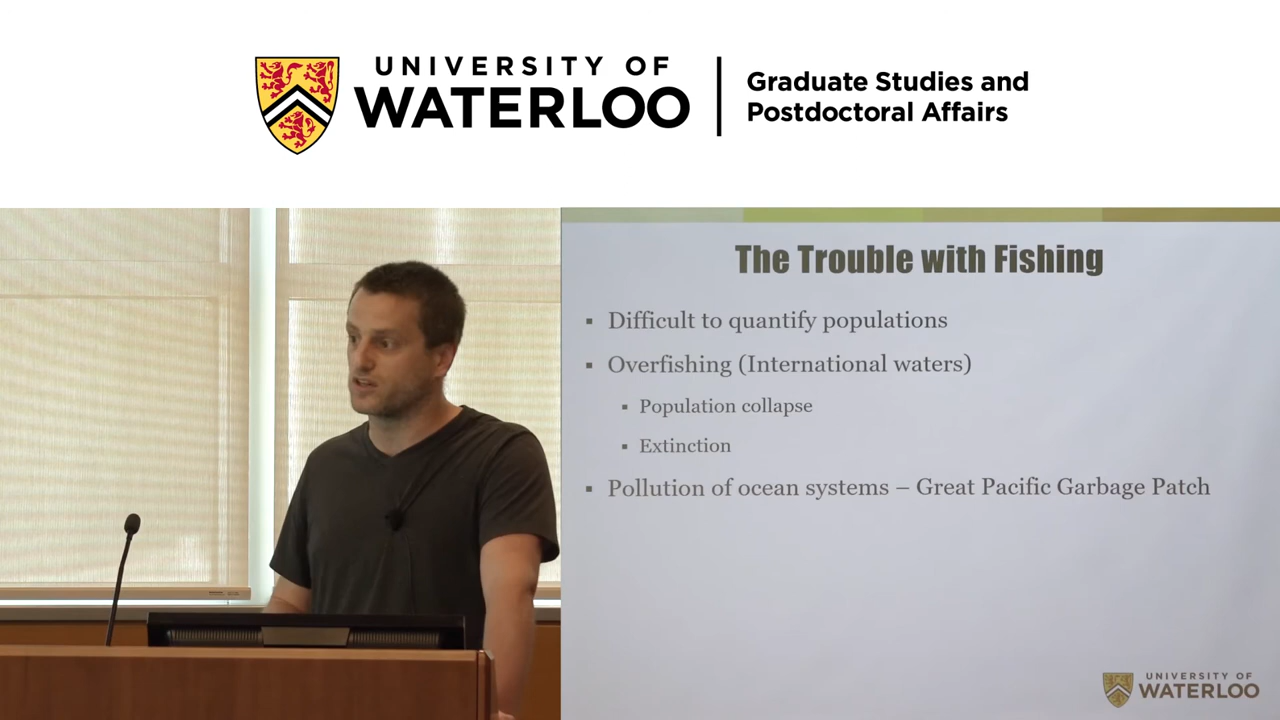 UNIVERSITY OF
WATERLOO
Graduate Studies and
Postdoctoral Affairs
The Trouble with Fishing
▪ Difficult to quantify populations
▪ Overfishing (International waters)
▪ Population collapse
▪ Extinction
▪ Pollution of ocean systems – Great Pacific Garbage Patch
UNIVERSITY OF
WATERLOO